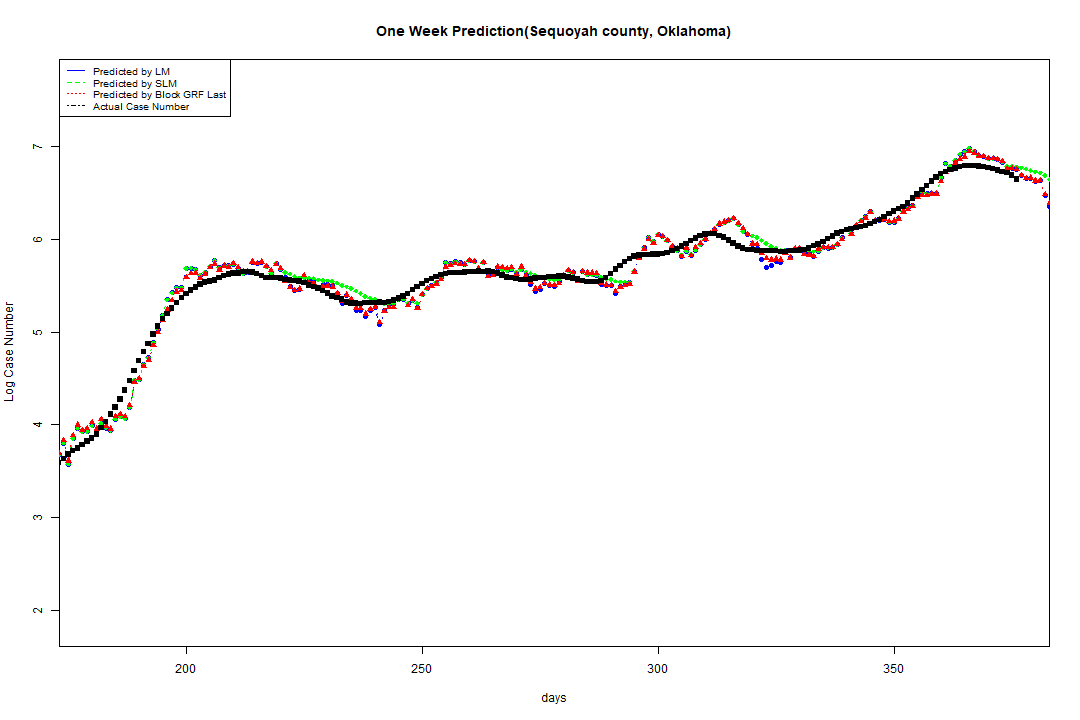 One Week Prediction(Sequoyah county, Oklahoma)
Predicted by LM
Predicted by SLM
Predicted by Block GRF Last
Actual Case Number
Log Case Number
7
6
5
4
3
2
200 250 300 350
days